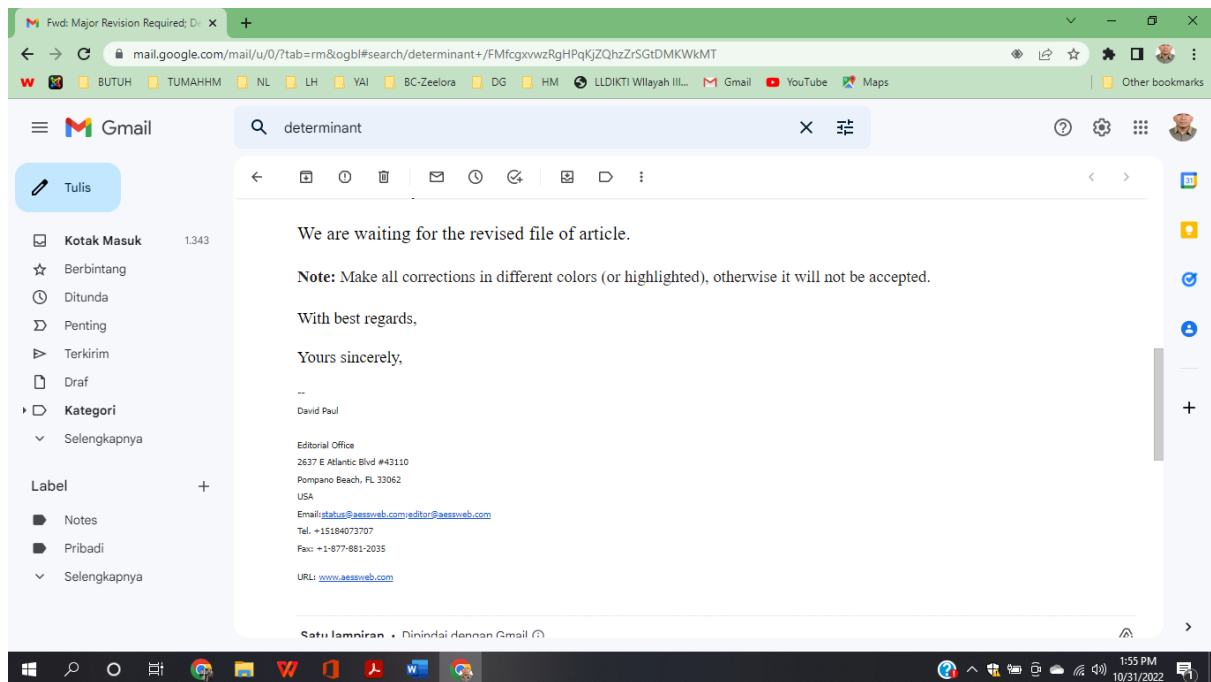 Fwd: Major Revision Required; De
mail.google.com/mail/u/0/?tab=rm&ogbl#search/determinant+/FMfcgxvwzRgHPqKjZQhzZrSGtDMKWkMT
BUTUH TUMAHHM NL LH YAI BC-Zeelora DG HM LLDIKTI WIlayah III... Gmail YouTube Maps Other bookmarks
Gmail
determinant
Tulis
Kotak Masuk 1.343
Berbintang
Ditunda
Penting
Terkirim
Draf
Kategori
Selengkapnya
Label
Notes
Pribadi
Selengkapnya
We are waiting for the revised file of article.
Note: Make all corrections in different colors (or highlighted), otherwise it will not be accepted.
With best regards,
Yours sincerely,
--
David Paul
Editorial Office
2637 E Atlantic Blvd #43110
Pompano Beach, FL 33062
USA
Email:status@aessweb.com;editor@aessweb.com
Tel. +15184073707
Fax: +1-877-881-2035
URL: www.aessweb.com
Satu lampiran • Dipindai dengan Gmail
31
1:55 PM
10/31/2022